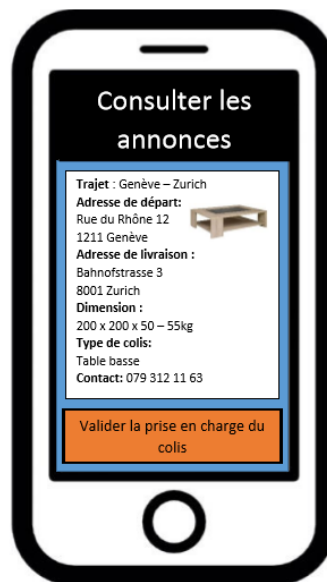 Consulter les
annonces
Trajet : Genève – Zurich
Adresse de départ:
Rue du Rhône 12
1211 Genève
Adresse de livraison :
Bahnofstrasse 3
8001 Zurich
Dimension :
200 x 200 x 50 – 55kg
Type de colis:
Table basse
Contact: 079 312 11 63
Valider la prise en charge du
colis